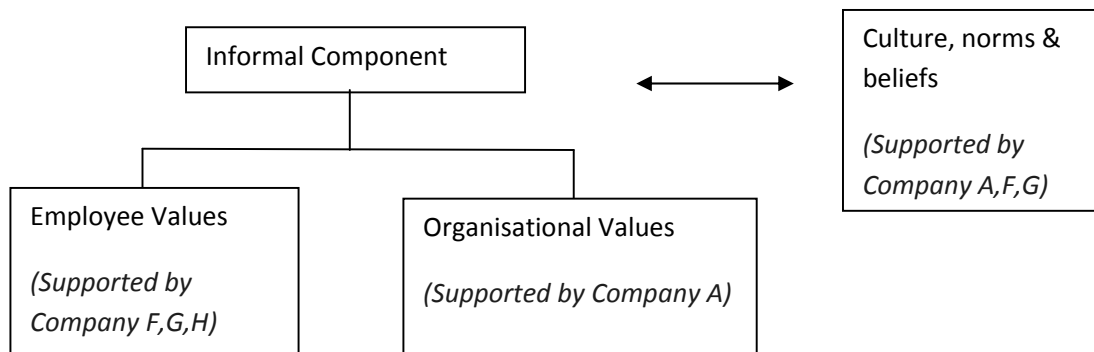 Informal Component
Culture, norms &
beliefs
(Supported by
Company A,F,G)
Employee Values
(Supported by
Company F,G,H)
Organisational Values
(Supported by Company A)